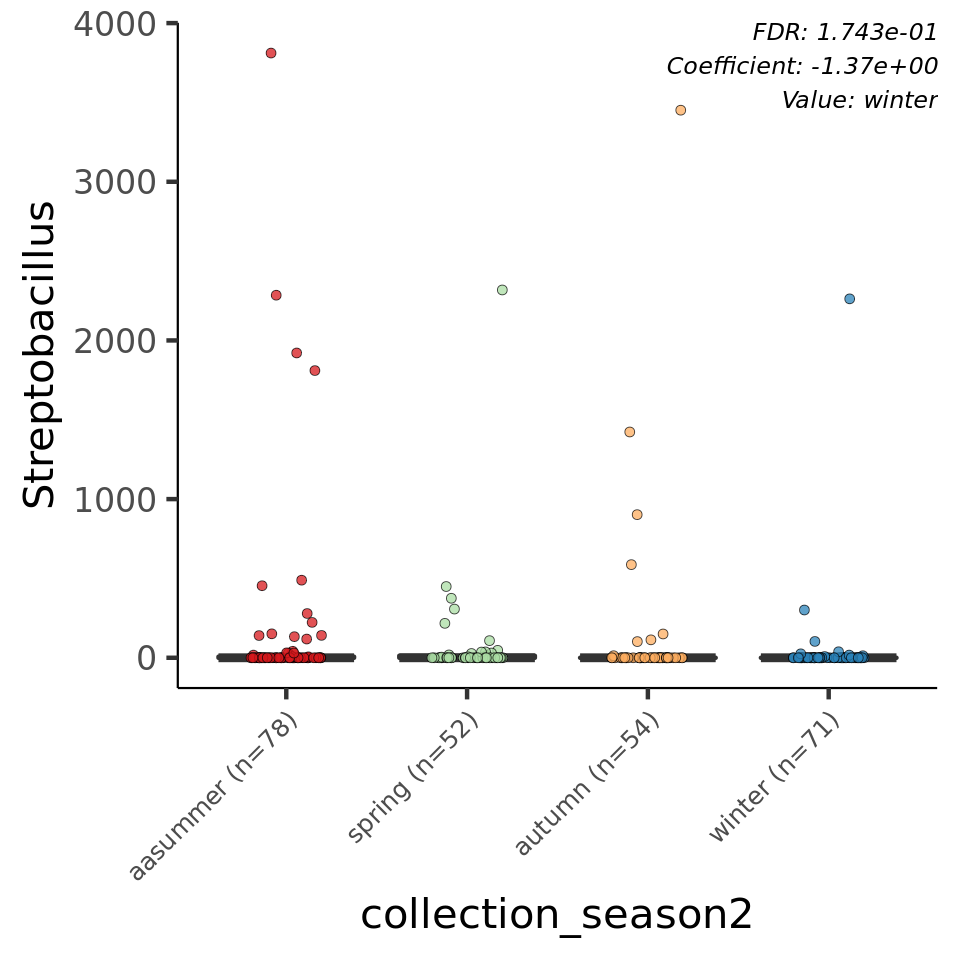 FDR: 1.743e-01
Coefficient: -1.37e+00
Value: winter
Streptobacillus
4000
3000
2000
1000
0
aasummer (n=78)
spring (n=52)
autumn (n=54)
winter (n=71)
collection_season2